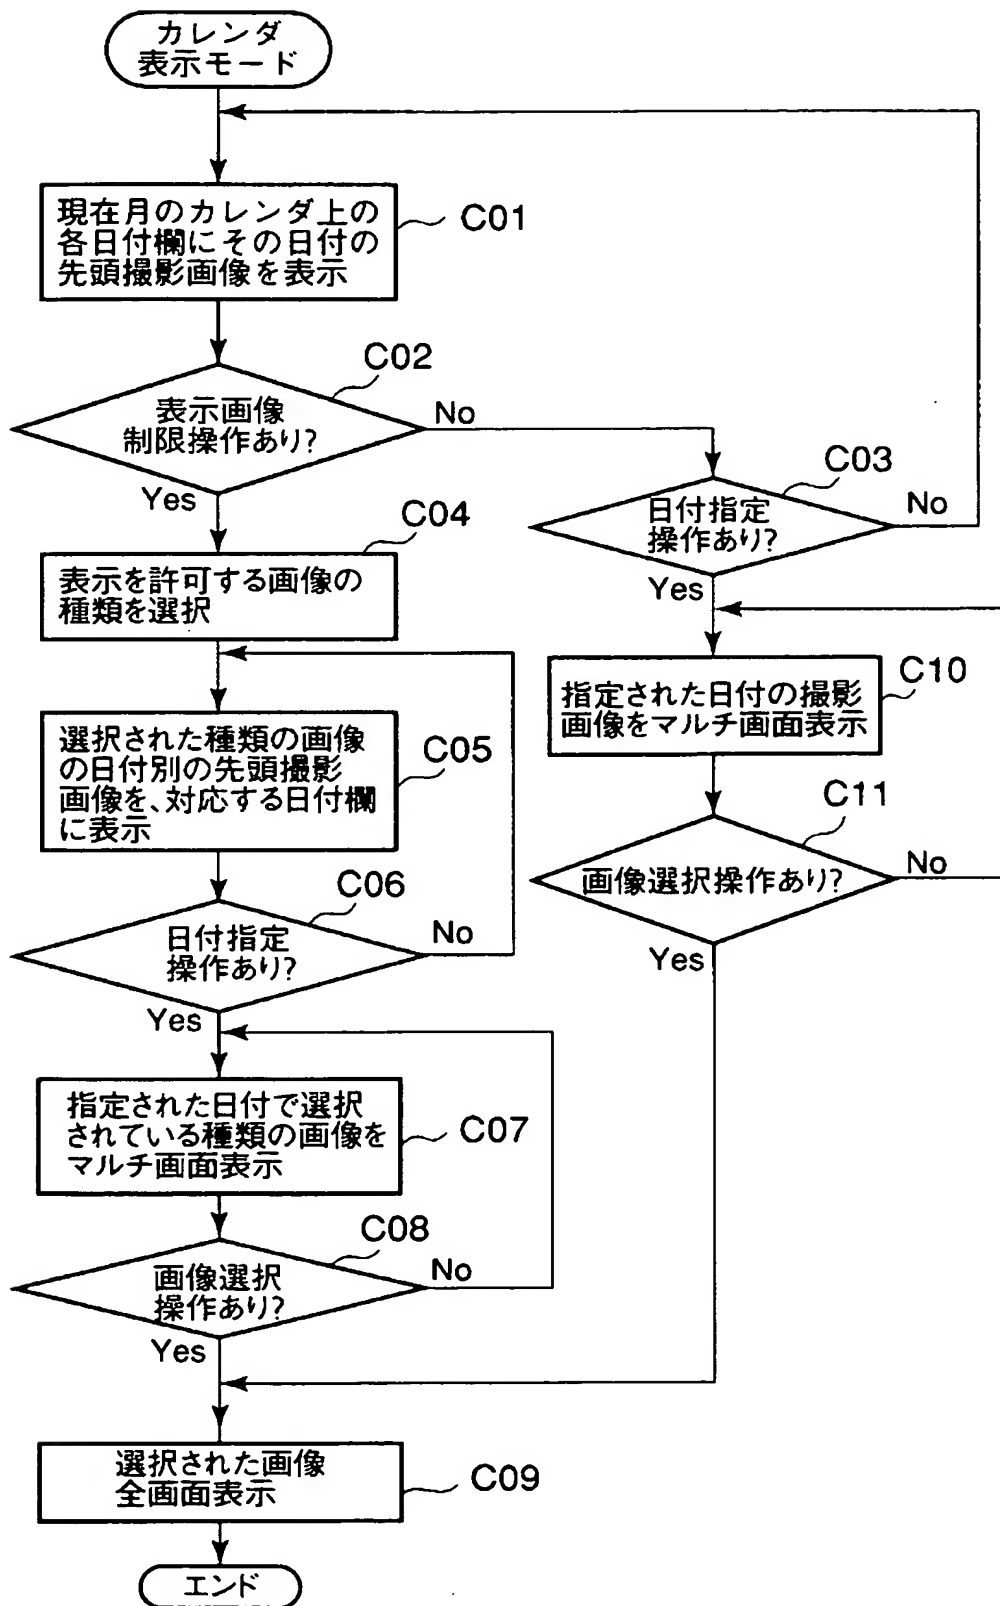 カレンダ
表示モード
現在月のカレンダ上の
各日付欄にその日付の
先頭撮影画像を表示
C01
C02
表示画像
制限操作あり?
No
Yes
C03
日付指定
操作あり?
No
Yes
C04
表示を許可する画像の
種類を選択
C10
指定された日付の撮影
画像をマルチ画面表示
選択された種類の画像
の日付別の先頭撮影
画像を、対応する日付欄
に表示
C05
C11
画像選択操作あり?
No
Yes
C06
日付指定
操作あり?
No
Yes
指定された日付で選択
されている種類の画像を
マルチ画面表示
C07
C08
画像選択
操作あり?
No
Yes
選択された画像
全画面表示
C09
エンド